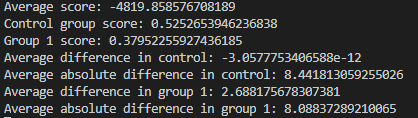 Average score: -4819.858576708189
Control group score: 0.5252653946236838
Group 1 score: 0.37952255927436185
Average difference in control: -3.0577753406588e-12
Average absolute difference in control: 8.441813059255026
Average difference in group 1: 2.688175678307381
Average absolute difference in group 1: 8.08837289210065